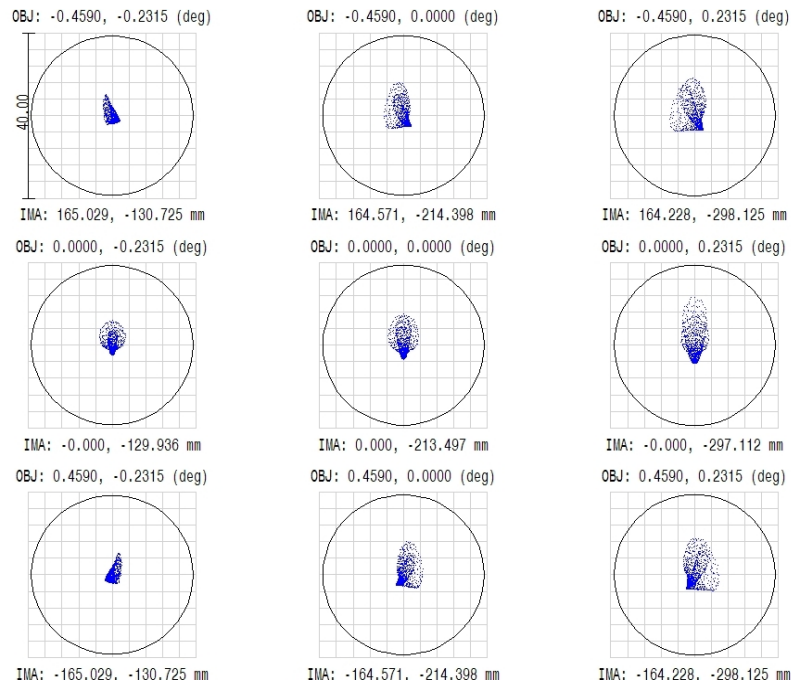 OBJ: -0.4590, -0.2315 (deg)
OBJ: -0.4590, 0.0000 (deg)
OBJ: -0.4590, 0.2315 (deg)
40.00
IMA: 165.029, -130.725 mm
IMA: 164.571, -214.398 mm
IMA: 164.228, -298.125 mm
OBJ: 0.0000, -0.2315 (deg)
OBJ: 0.0000, 0.0000 (deg)
OBJ: 0.0000, 0.2315 (deg)
IMA: -0.000, -129.936 mm
IMA: 0.000, -213.497 mm
IMA: -0.000, -297.112 mm
OBJ: 0.4590, -0.2315 (deg)
OBJ: 0.4590, 0.0000 (deg)
OBJ: 0.4590, 0.2315 (deg)
IMA: -165.029, -130.725 mm
IMA: -164.571, -214.398 mm
IMA: -164.228, -298.125 mm